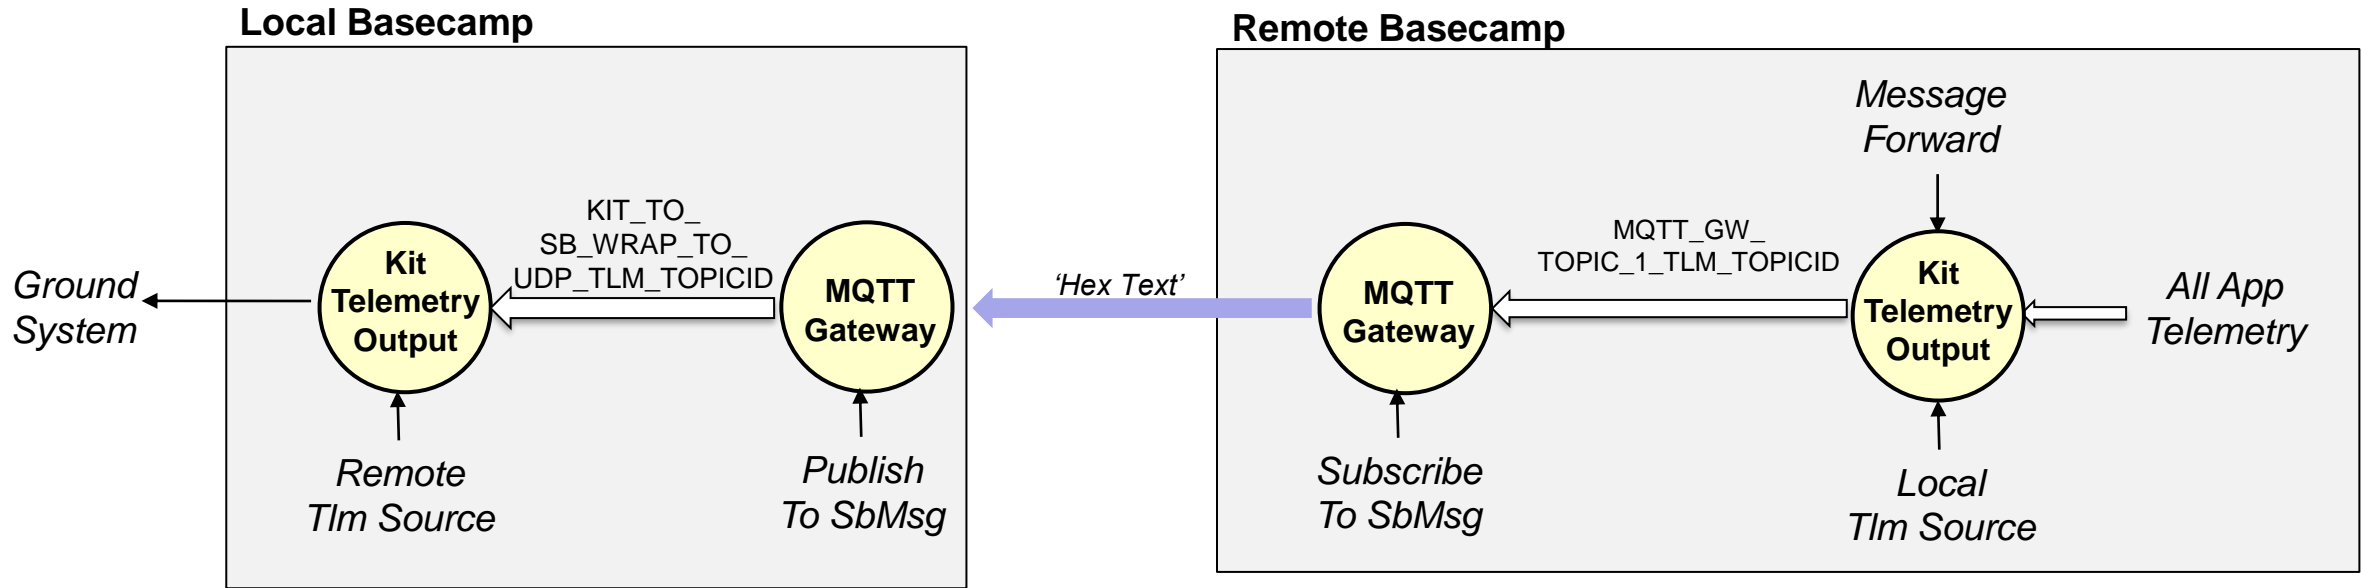 Local Basecamp
Remote Basecamp
Ground
System
Kit
Telemetry
Output
KIT_TO_
SB_WRAP_TO_
UDP_TLM_TOPICID
MQTT
Gateway
Remote
Tlm Source
Publish
To SbMsg
‘Hex Text’
MQTT
Gateway
MQTT_GW_
TOPIC_1_TLM_TOPICID
Message
Forward
Kit
Telemetry
Output
All App
Telemetry
Subscribe
To SbMsg
Local
Tlm Source